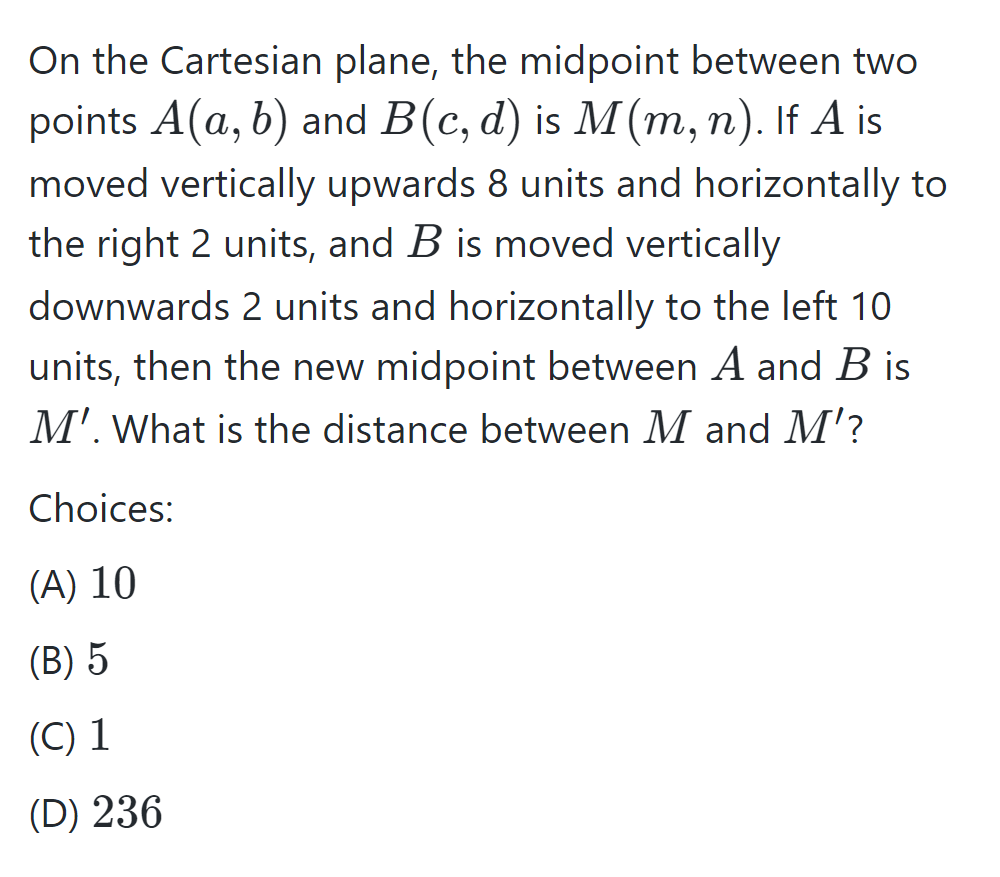 On the Cartesian plane, the midpoint between two
points A(a, b) and B(c, d) is M(m, n). If A is
moved vertically upwards 8 units and horizontally to
the right 2 units, and B is moved vertically
downwards 2 units and horizontally to the left 10
units, then the new midpoint between A and B is
M′. What is the distance between M and M′?
Choices:
(A) 10
(B) 5
(C) 1
(D) 236